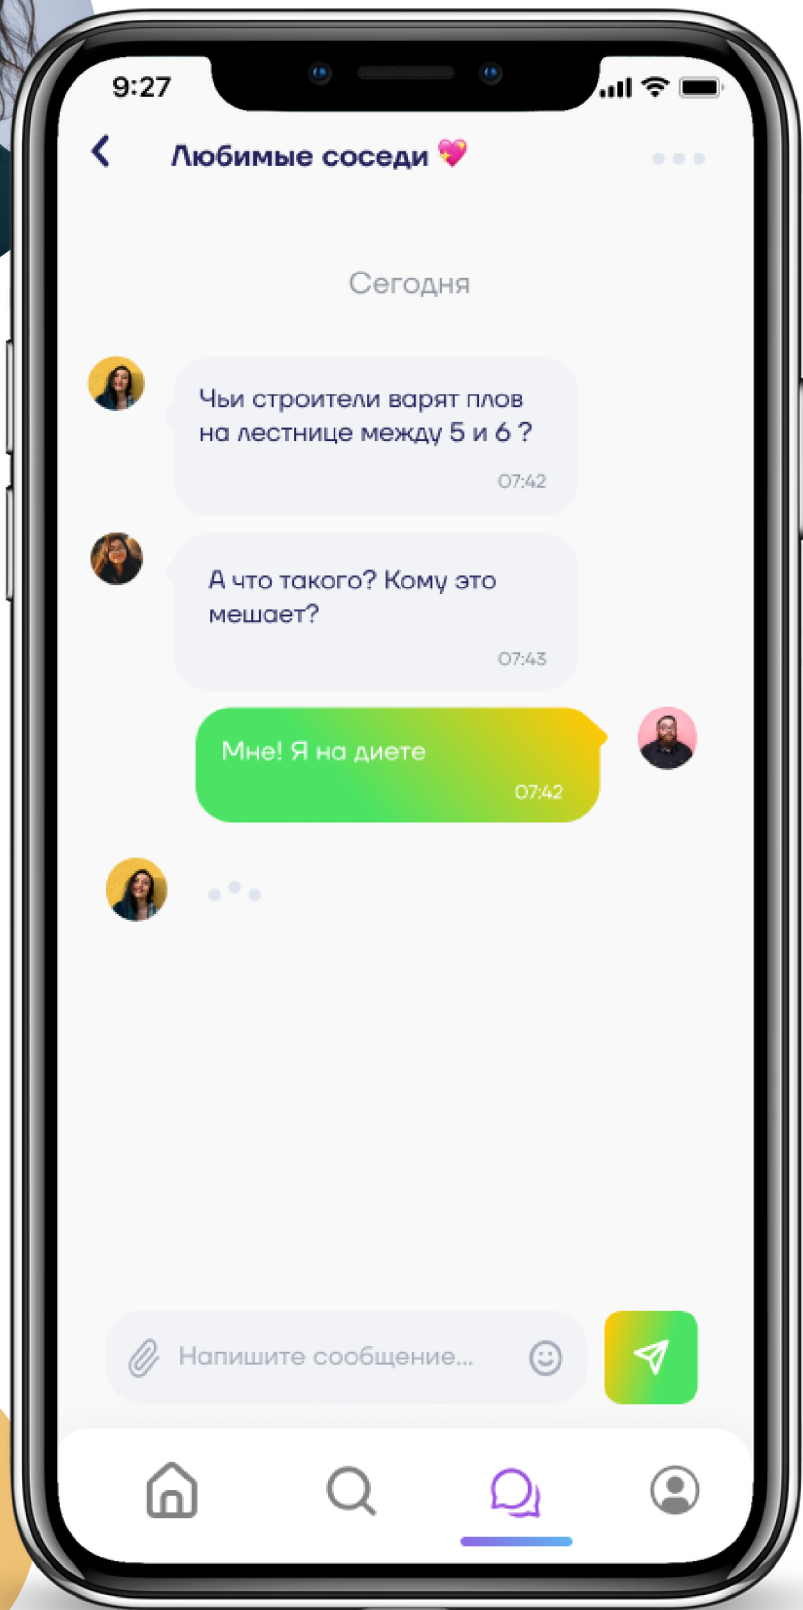 9:27
Любимые соседи 💖
Сегодня
Чьи строители варят плов
на лестнице между 5 и 6 ?
07:42
А что такого? Кому это
мешает?
07:43
Мне! Я на диете
07:42
Напишите сообщение...